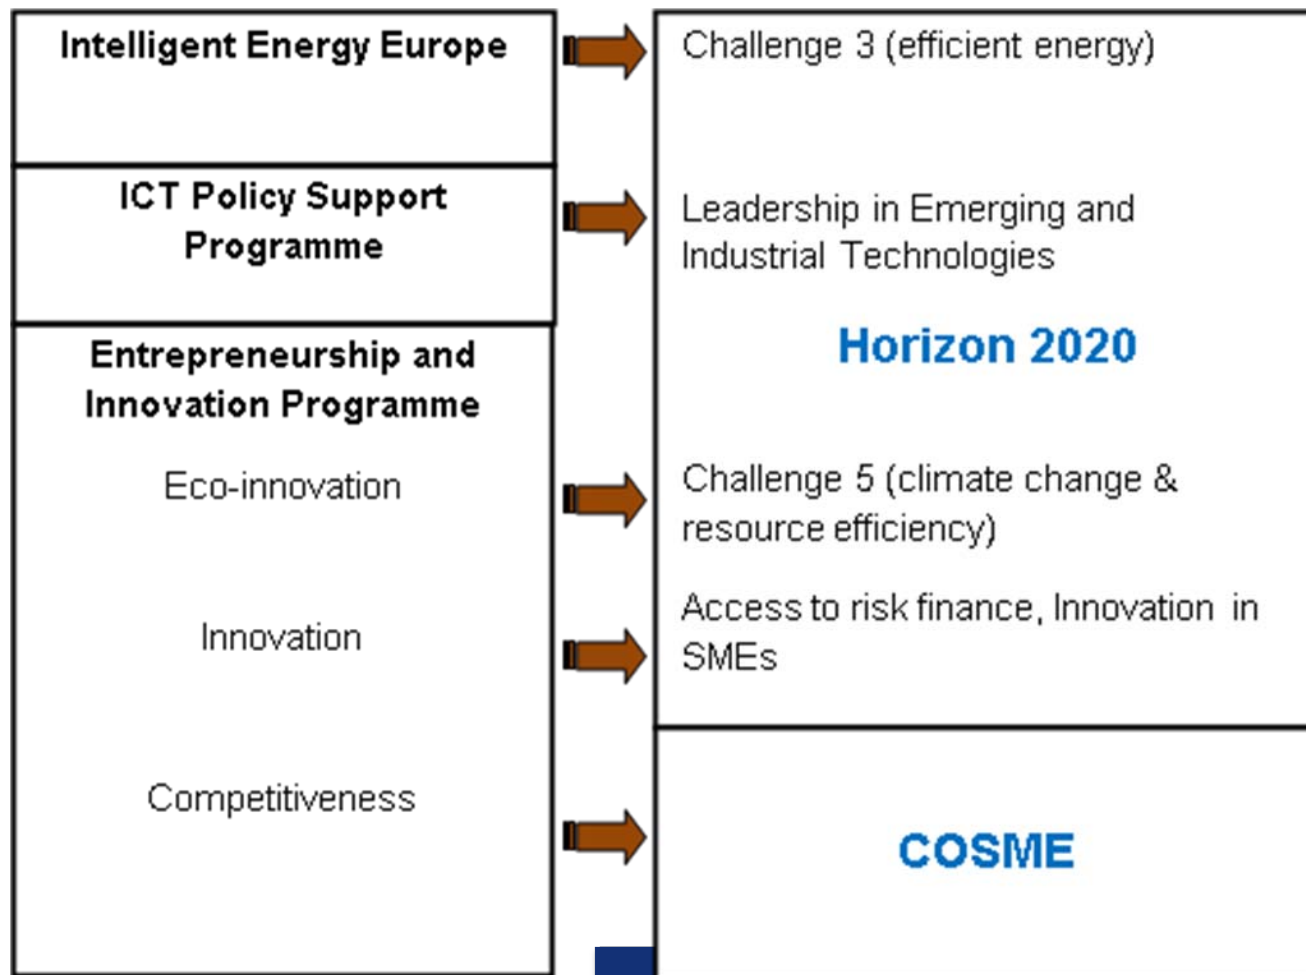 Intelligent Energy Europe
Challenge 3 (efficient energy)
ICT Policy Support
Programme
Leadership in Emerging and
Industrial Technologies
Horizon 2020
Entrepreneurship and
Innovation Programme
Eco-innovation
Challenge 5 (climate change &
resource efficiency)
Innovation
Access to risk finance, Innovation in
SMEs
Competitiveness
COSME